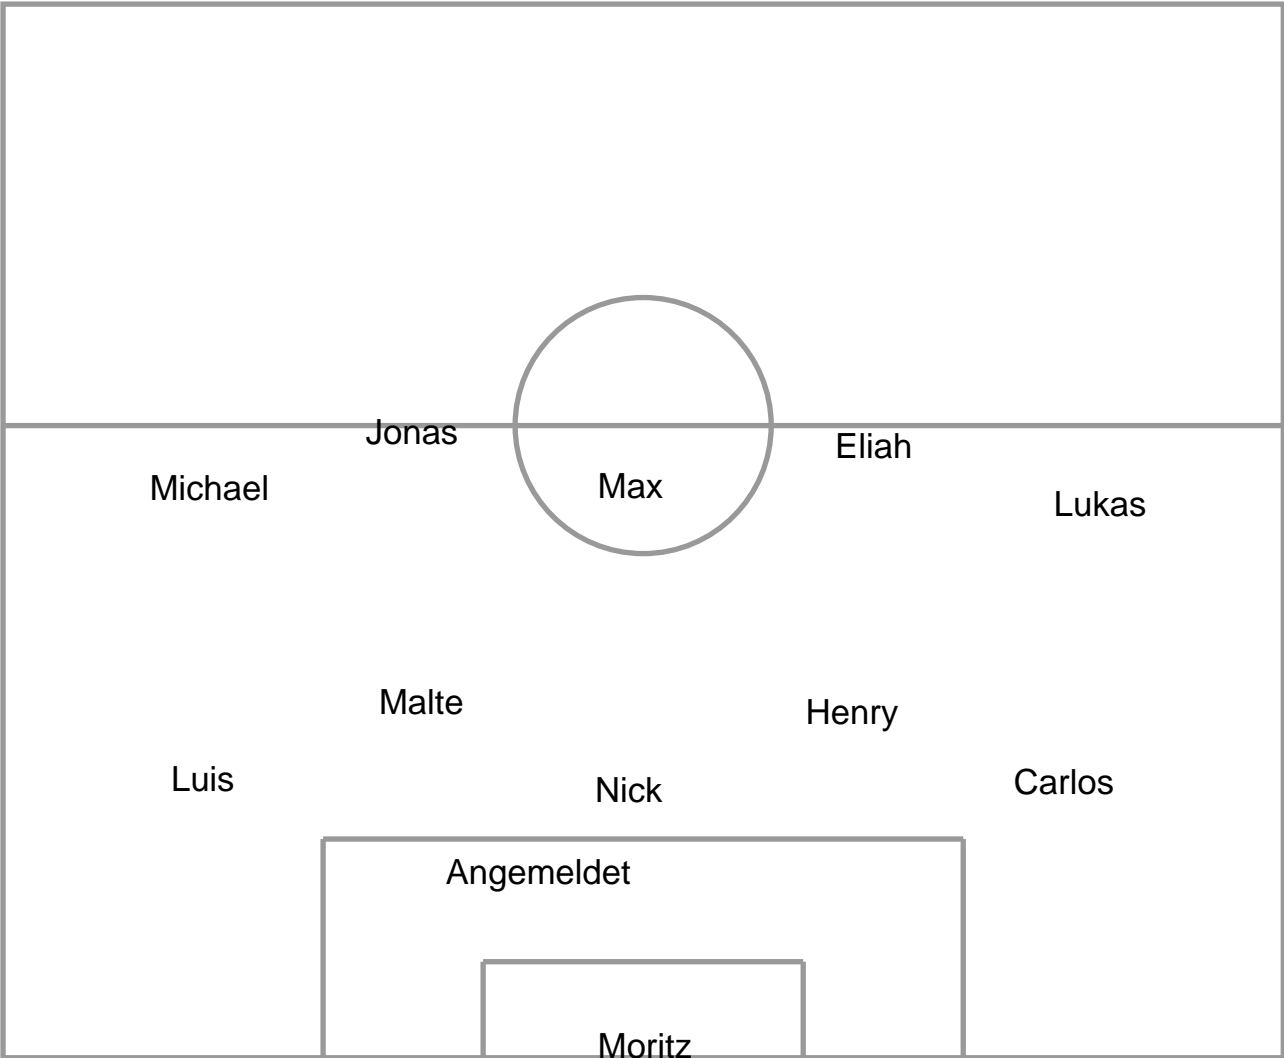 Jonas
Eliah
Michael
Max
Lukas
Malte
Henry
Luis
Nick
Carlos
Angemeldet
Moritz